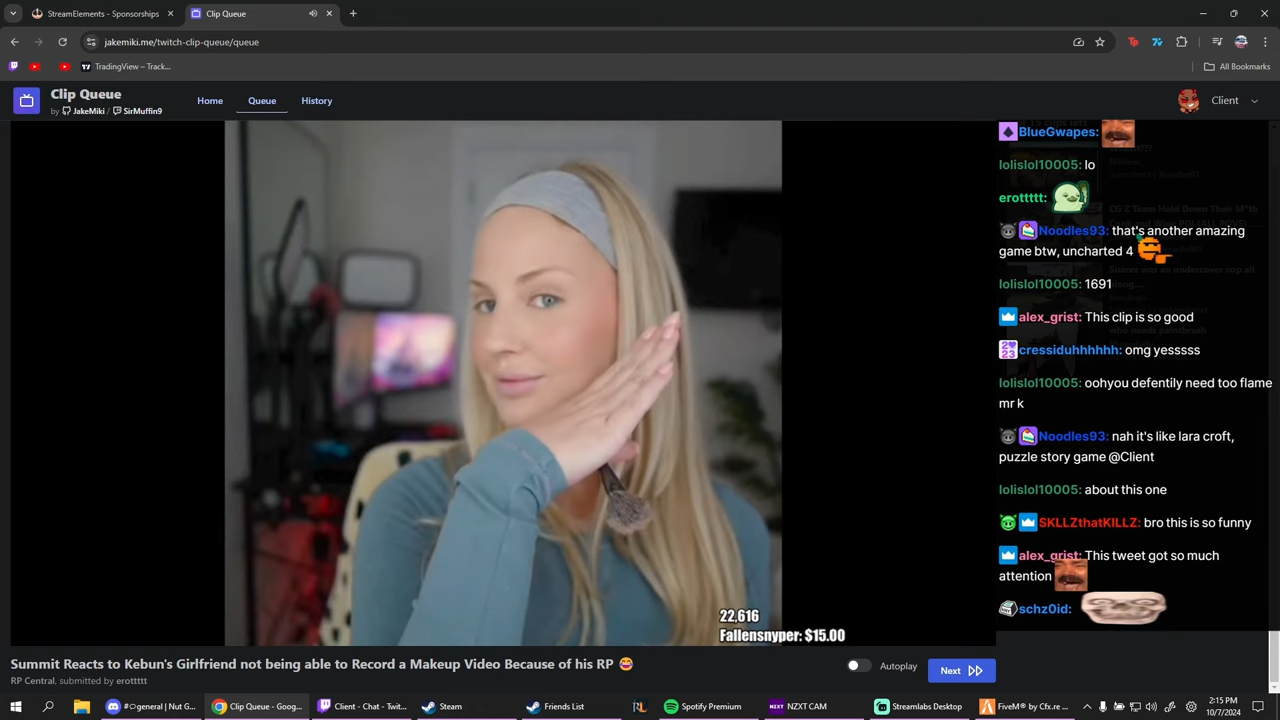 StreamElements - Sponsorships
Clip Queue
jakemiki.me/twitch-clip-queue/queue
TradingView – Track...
All Bookmarks
Clip Queue
by JakeMiki / SirMuffin9
Home
Queue
History
Client
BlueGwapes:
lolislol10005: lo
erottttt:
Noodles93: that's another amazing
game btw, uncharted 4
lolislol10005: 1691
alex_grist: This clip is so good
cressiduhhhhhh: omg yesssss
lolislol10005: oohyou defentily need too flame
mr k
Noodles93: nah it's like lara croft,
puzzle story game @Client
lolislol10005: about this one
SKLLZthatKILLZ: bro this is so funny
alex_grist: This tweet got so much
attention
schz0id:
22,616
Fallensnyper: $15.00
Summit Reacts to Kebun's Girlfriend not being able to Record a Makeup Video Because of his RP
RP Central, submitted by erottttt
Autoplay
Next
# Cgeneral | Nut G...
Clip Queue - Goog...
Client - Chat - Twit...
Steam
Friends List
Spotify Premium
NZXT CAM
Streamlabs Desktop
FiveM® by Cfx.re ...
2:15 PM
10/7/2024